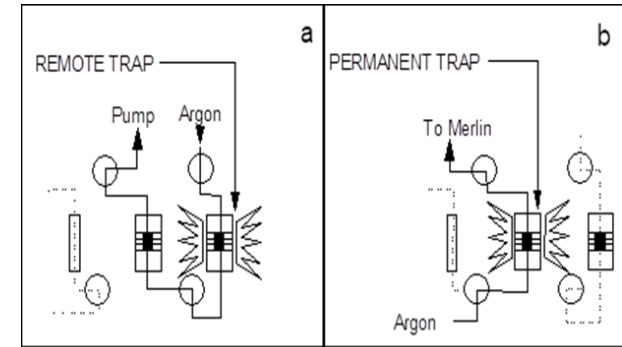 a
REMOTE TRAP
Pump Argon
b
PERMANENT TRAP
To Merlin
Argon